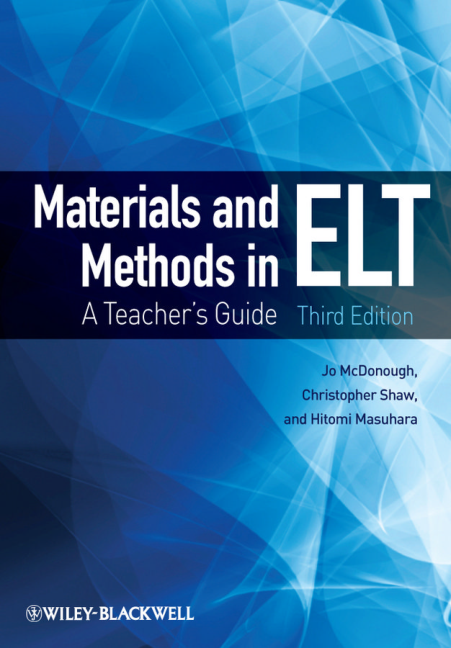 Materials and
Methods in ELT
A Teacher's Guide Third Edition
Jo McDonough,
Christopher Shaw,
and Hitomi Masuhara
WILEY-BLACKWELL